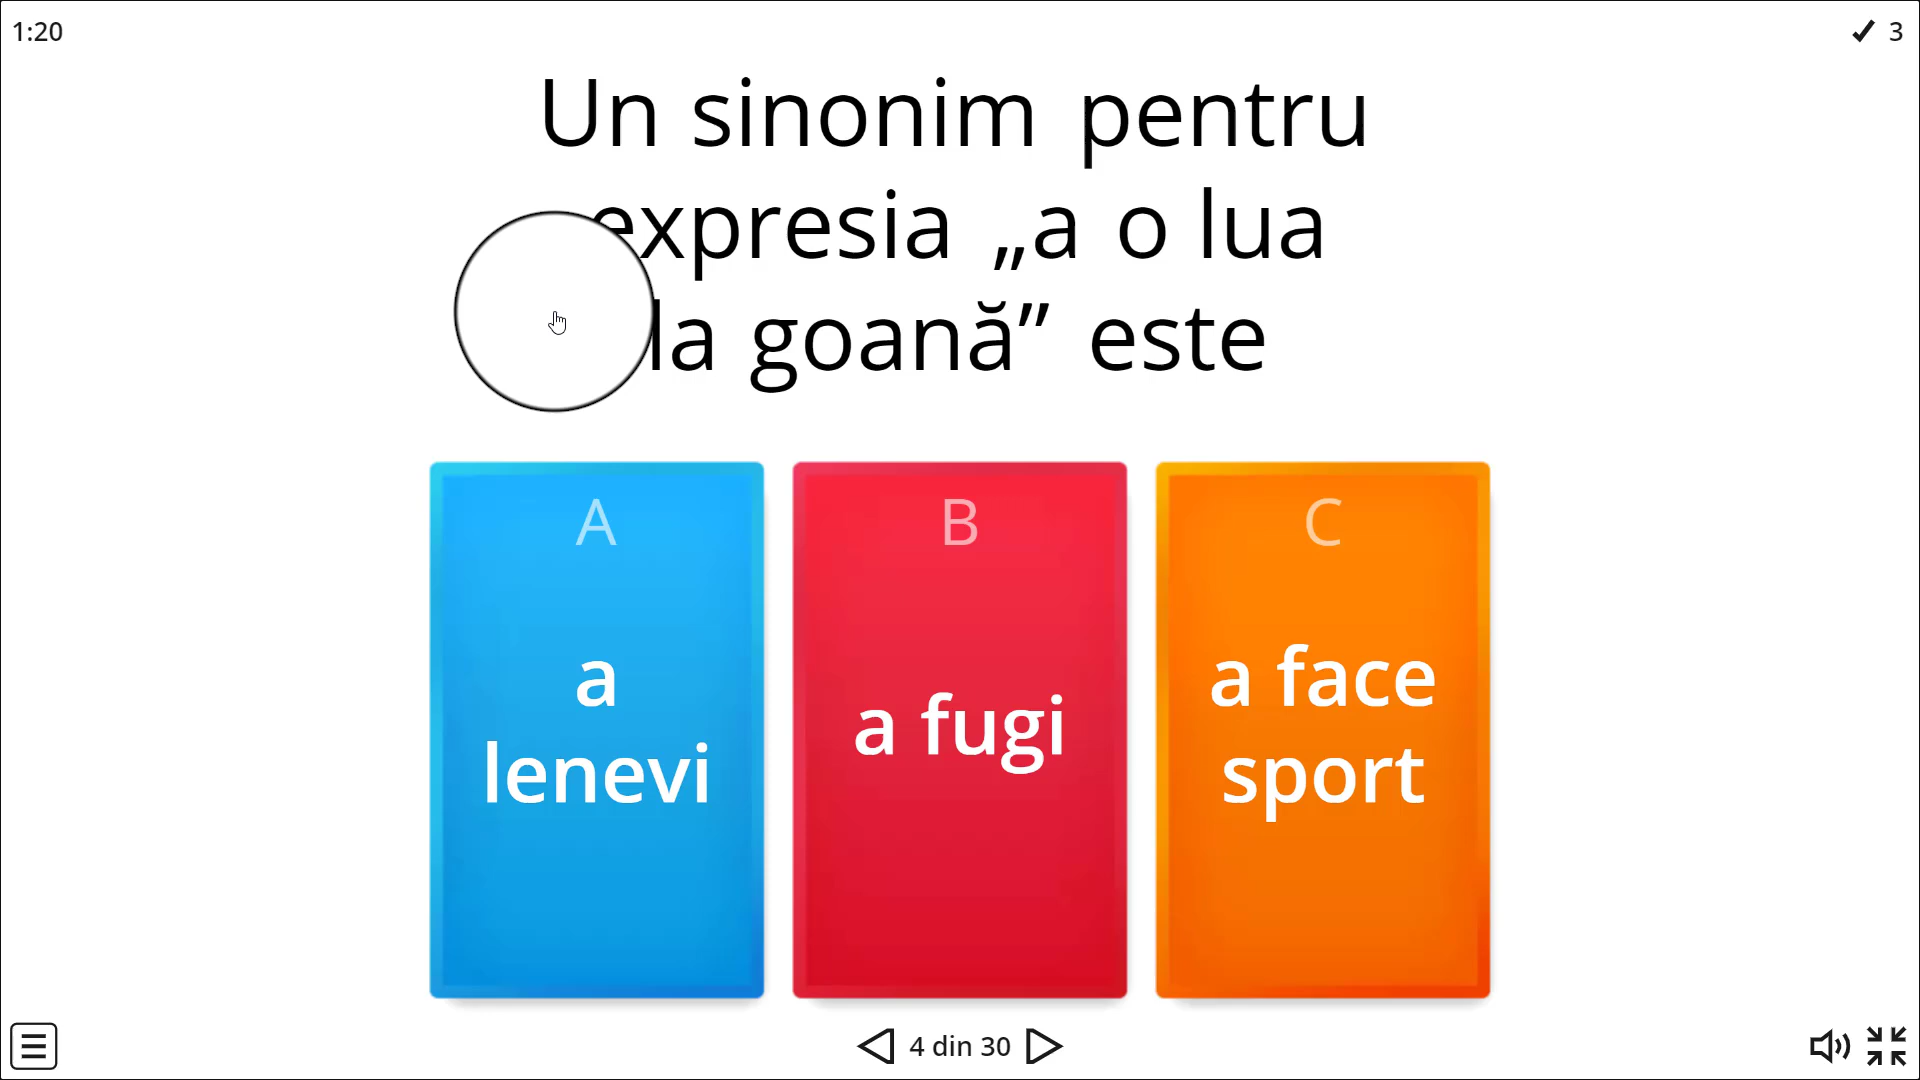 1:20
3
Un sinonim pentru
expresia „a o lua
la goană” este
A
a
lenevi
B
a fugi
C
a face
sport
4 din 30